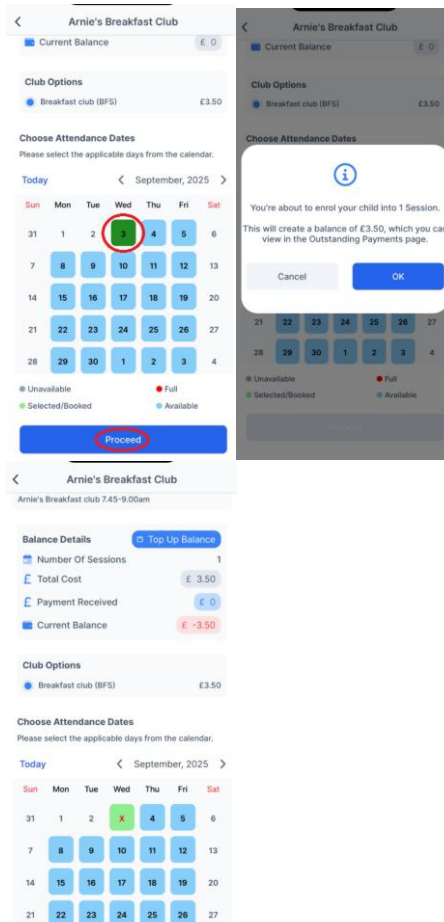 Arnie's Breakfast Club
Current Balance £ 0
Club Options
Breakfast club (BFS) £3.50
Choose Attendance Dates
Please select the applicable days from the calendar.
Today September, 2025
Sun Mon Tue Wed Thu Fri Sat
31 1 2 3 4 5 6
7 8 9 10 11 12 13
14 15 16 17 18 19 20
21 22 23 24 25 26 27
28 29 30 1 2 3 4
Unavailable Full
Selected/Booked Available
Proceed
Arnie's Breakfast Club
Current Balance £ 0
Club Options
Breakfast club (BFS) £3.50
Choose Attendance Dates
You're about to enrol your child into 1 Session.
This will create a balance of £3.50, which you can
view in the Outstanding Payments page.
Cancel OK
21 22 23 24 25 26 27
28 29 30 1 2 3 4
Unavailable Full
Selected/Booked Available
Proceed
Arnie's Breakfast Club
Arnie's Breakfast club 7.45-9.00am
Balance Details Top Up Balance
Number Of Sessions 1
£ Total Cost £ 3.50
£ Payment Received £ 0
Current Balance £ -3.50
Club Options
Breakfast club (BFS) £3.50
Choose Attendance Dates
Please select the applicable days from the calendar.
Today September, 2025
Sun Mon Tue Wed Thu Fri Sat
31 1 2 X 4 5 6
7 8 9 10 11 12 13
14 15 16 17 18 19 20
21 22 23 24 25 26 27